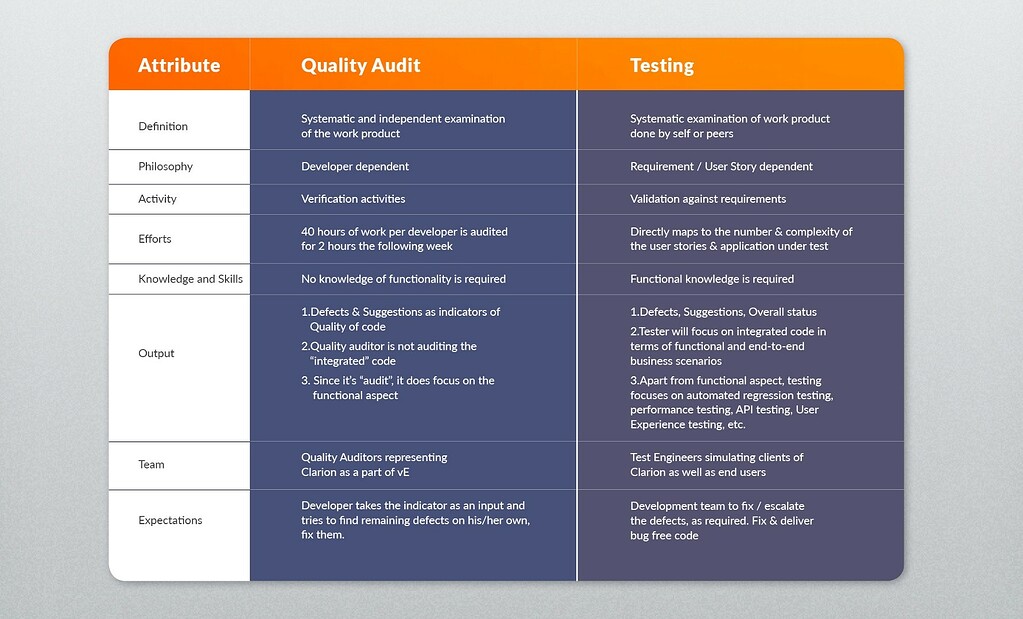 Attribute
Quality Audit
Testing
Definition
Systematic and independent examination
of the work product
Systematic examination of work product
done by self or peers
Philosophy
Developer dependent
Requirement / User Story dependent
Activity
Verification activities
Validation against requirements
Efforts
40 hours of work per developer is audited
for 2 hours the following week
Directly maps to the number & complexity of
the user stories & application under test
Knowledge and Skills
No knowledge of functionality is required
Functional knowledge is required
Output
1.Defects & Suggestions as indicators of
Quality of code
2.Quality auditor is not auditing the
"integrated" code
3. Since it's "audit", it does focus on the
functional aspect
1.Defects, Suggestions, Overall status
2.Tester will focus on integrated code in
terms of functional and end-to-end
business scenarios
3.Apart from functional aspect, testing
focuses on automated regression testing,
performance testing, API testing, User
Experience testing, etc.
Team
Quality Auditors representing
Clarion as a part of vE
Test Engineers simulating clients of
Clarion as well as end users
Expectations
Developer takes the indicator as an input and
tries to find remaining defects on his/her own,
fix them.
Development team to fix / escalate
the defects, as required. Fix & deliver
bug free code